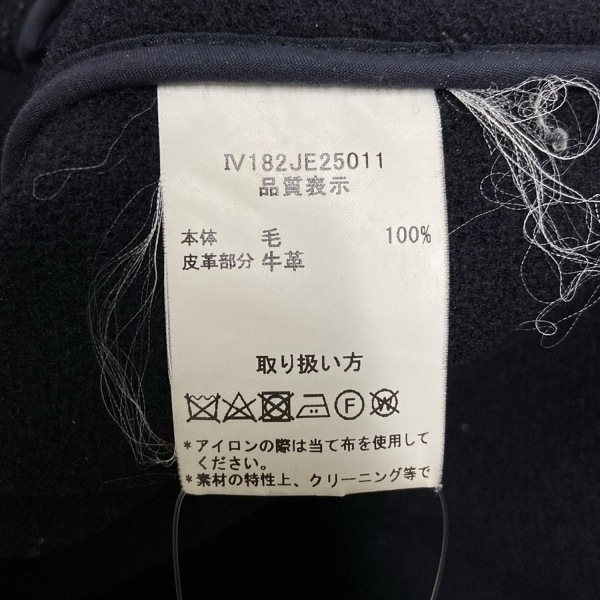 Ⅳ182JE25011
品質表示
本体 毛 100%
皮革部分 牛革
取り扱い方
F W
*アイロンの際は当て布を使用して
ください。
*素材の特性上、クリーニング等で